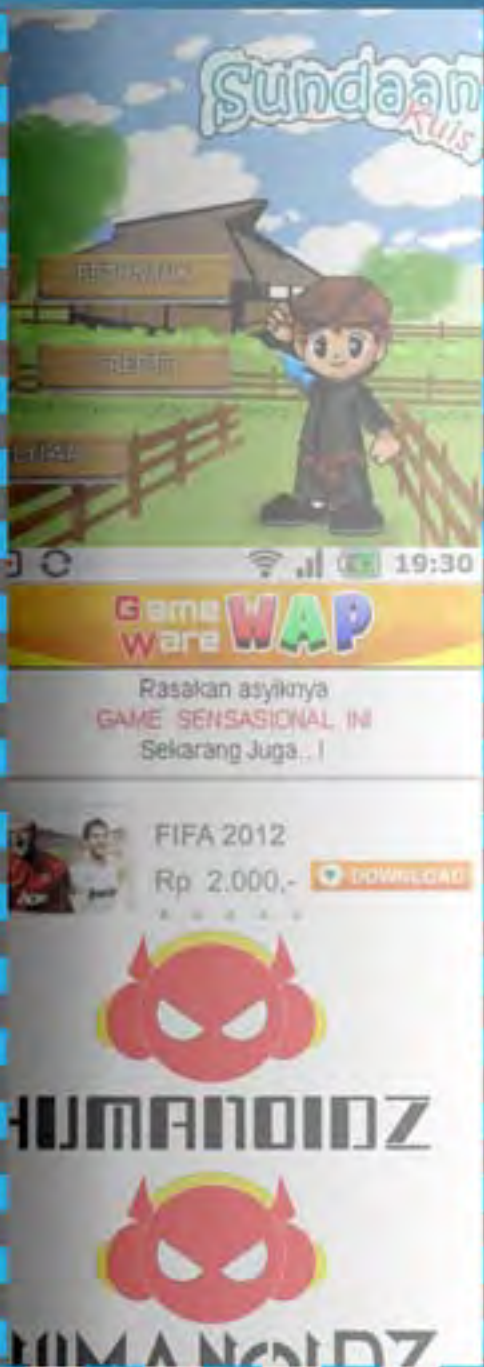 Sundaan
Kuis
PETUNJUK
19:30
Game
Ware WAP
Rasakan asyiknya
GAME SENSASIONAL INI
Sekarang Juga.. !
FIFA 2012
Rp 2.000,-
DOWNLOAD
HUMANOIDZ
HUMANOIDZ